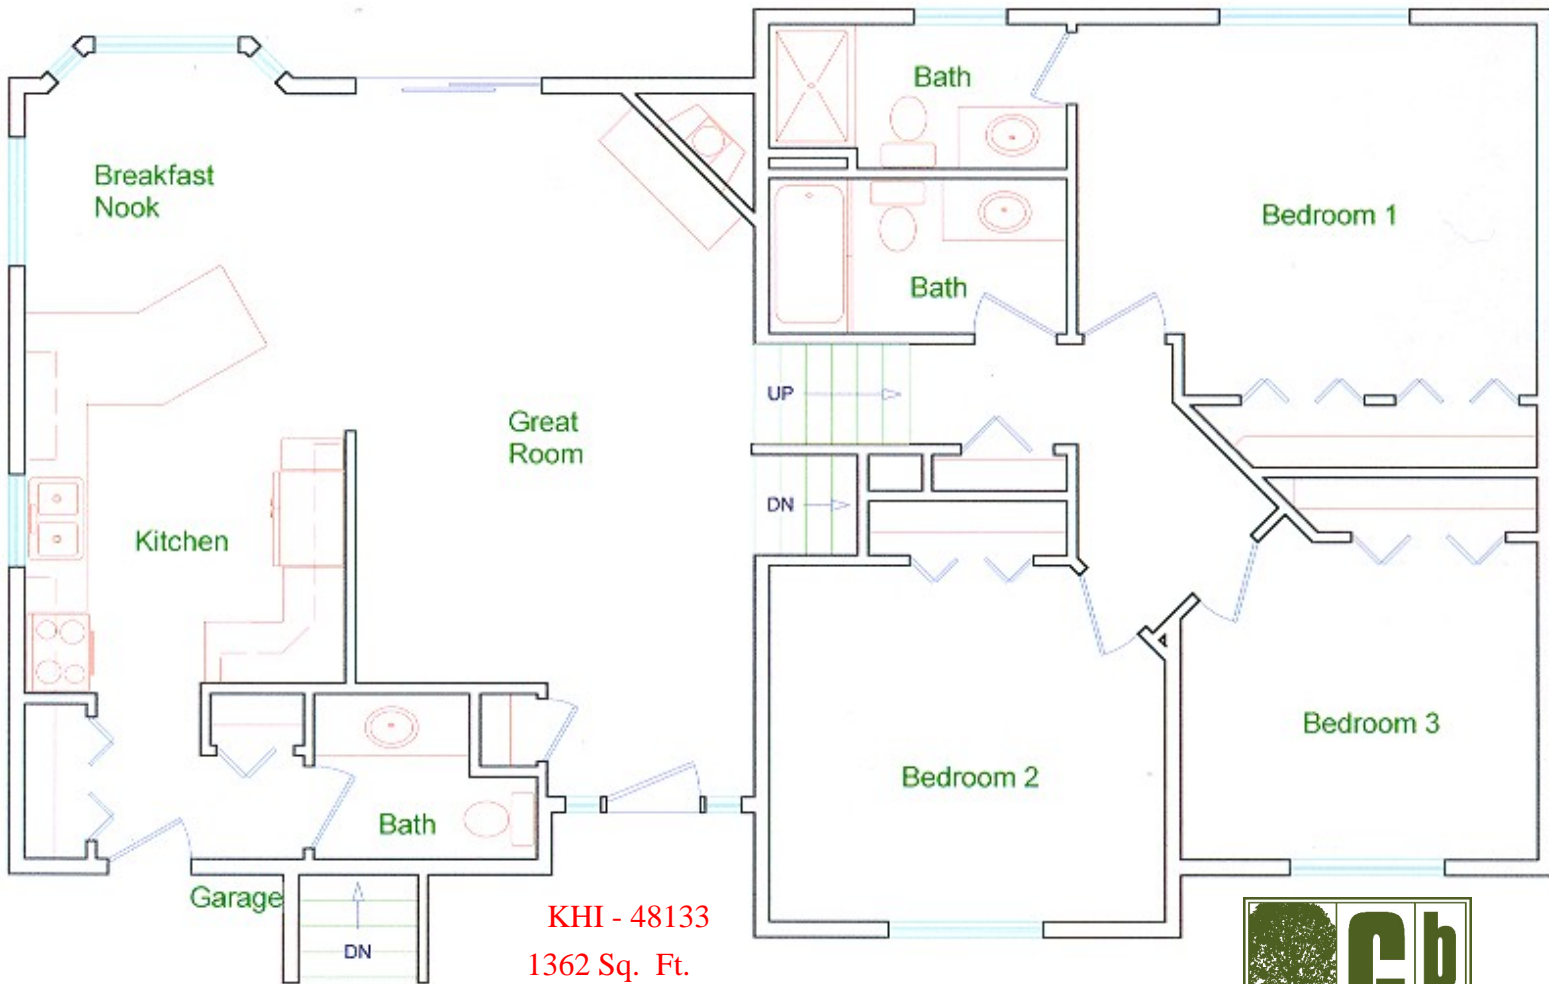 Bath
Breakfast
Nook
Bedroom 1
Bath
UP
Great
Room
DN
Kitchen
Bedroom 3
Bedroom 2
Bath
Garage
DN
KHI - 48133
1362 Sq. Ft.
Cb